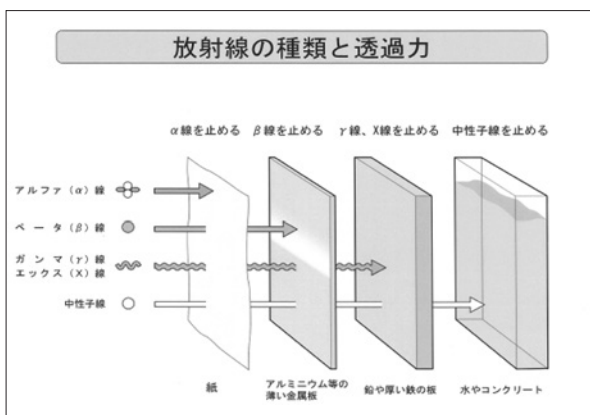 放射線の種類と透過力
α線を止める
β線を止める
γ線、X線を止める
中性子線を止める
アルファ(α)線
ベータ(β)線
ガンマ(γ)線
エックス(X)線
中性子線
紙
アルミニウム等の
薄い金属板
鉛や厚い鉄の板
水やコンクリート